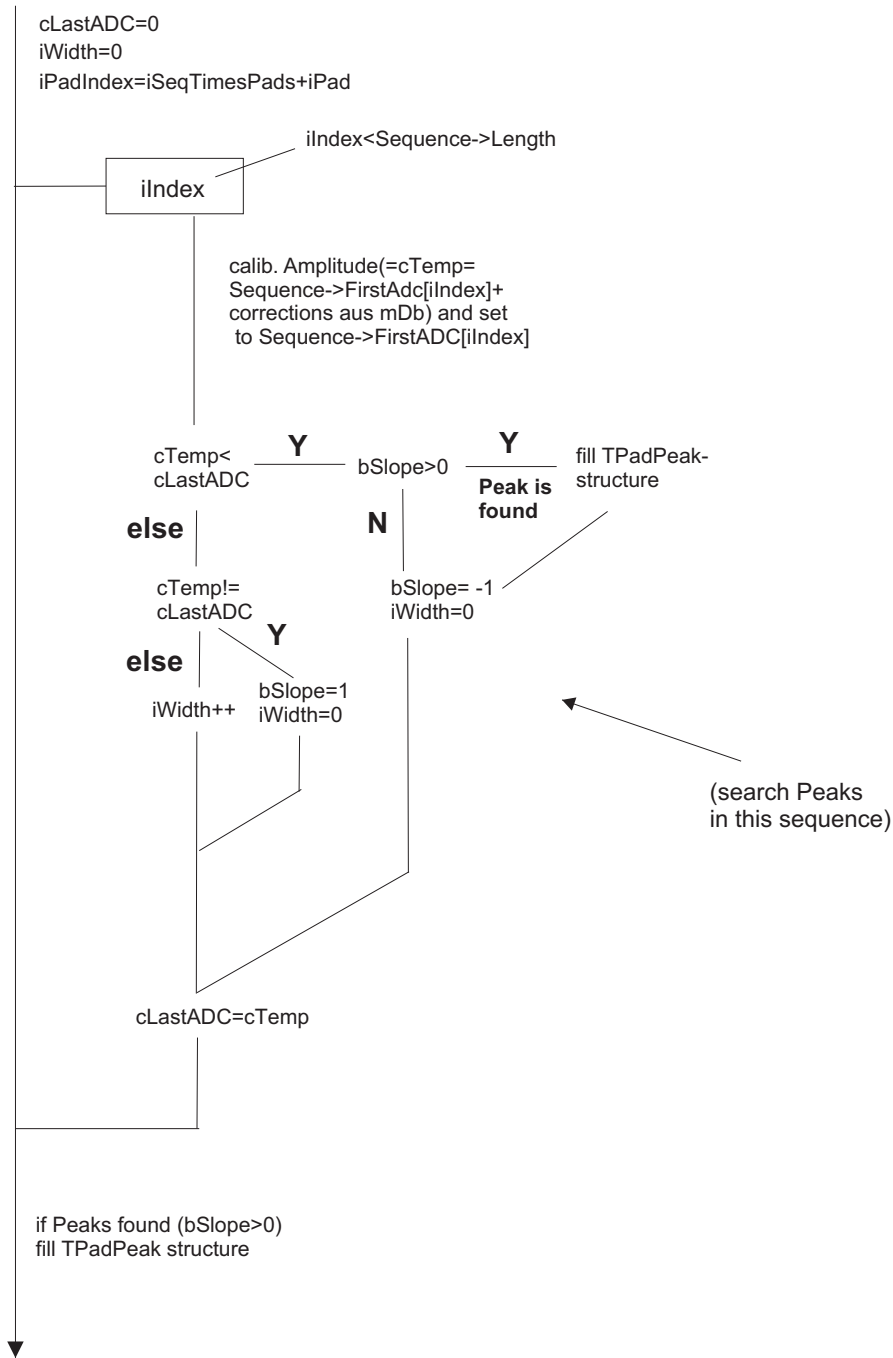 cLastADC=0
iWidth=0
iPadIndex=iSeqTimesPads+iPad
iIndex<Sequence->Length
iIndex
calib. Amplitude(=cTemp=
Sequence->FirstAdc[iIndex]+
corrections aus mDb) and set
to Sequence->FirstADC[iIndex]
cTemp<
cLastADC
Y
bSlope>0
Y
Peak is
found
fill TPadPeak-
structure
else
N
cTemp!=
cLastADC
bSlope= -1
iWidth=0
Y
else
iWidth++
bSlope=1
iWidth=0
(search Peaks
in this sequence)
cLastADC=cTemp
if Peaks found (bSlope>0)
fill TPadPeak structure